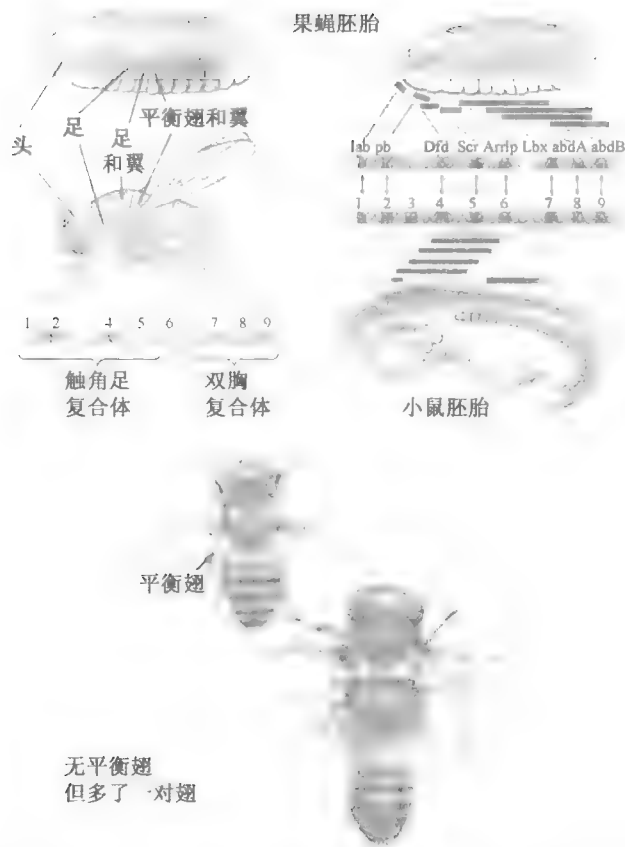 果蝇胚胎
头
足
足
和翼
平衡翅和翼
lab pb Dfd Scr Arrlp Lbx abdA abdB
1 2 3 4 5 6 7 8 9
1 2 4 5 6 7 8 9
触角足
复合体
双胸
复合体
小鼠胚胎
平衡翅
无平衡翅
但多了一对翅